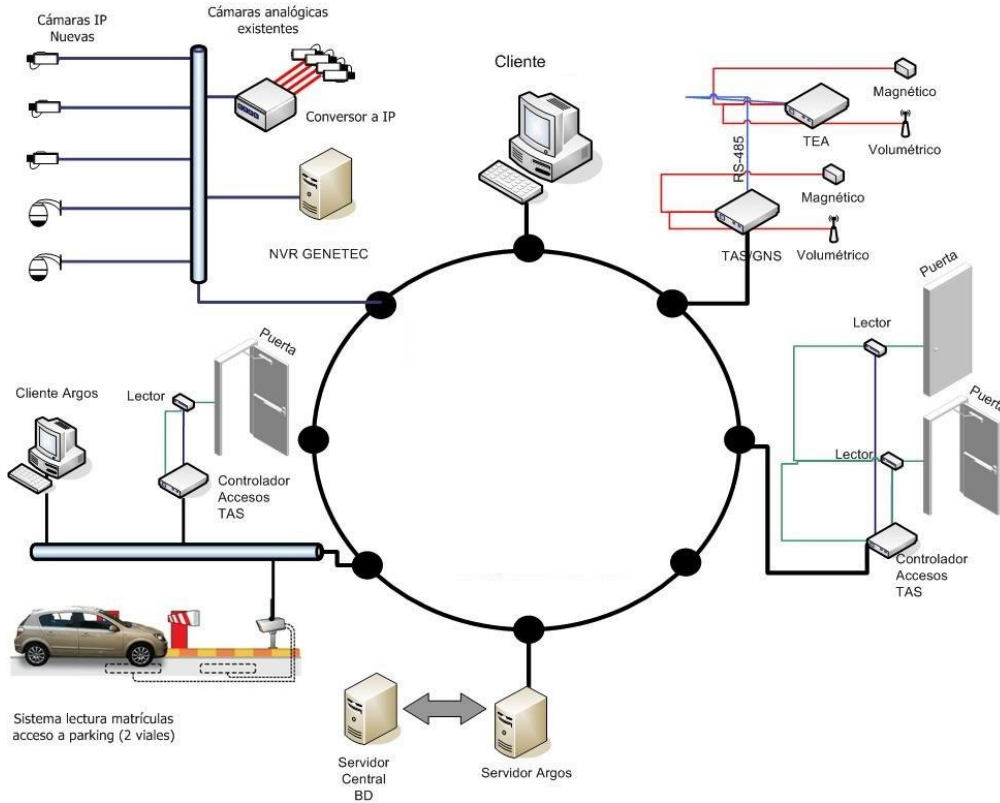 Cámaras IP
Nuevas
Cámaras analógicas
existentes
Conversor a IP
NVR GENETEC
Cliente
Magnético
TEA
Volumétrico
RS-485
Magnético
TAS/GNS
Volumétrico
Puerta
Lector
Puerta
Lector
Controlador
Accesos
TAS
Cliente Argos
Lector
Puerta
Controlador
Accesos
TAS
Sistema lectura matrículas
acceso a parking (2 viales)
Servidor
Central
BD
Servidor Argos